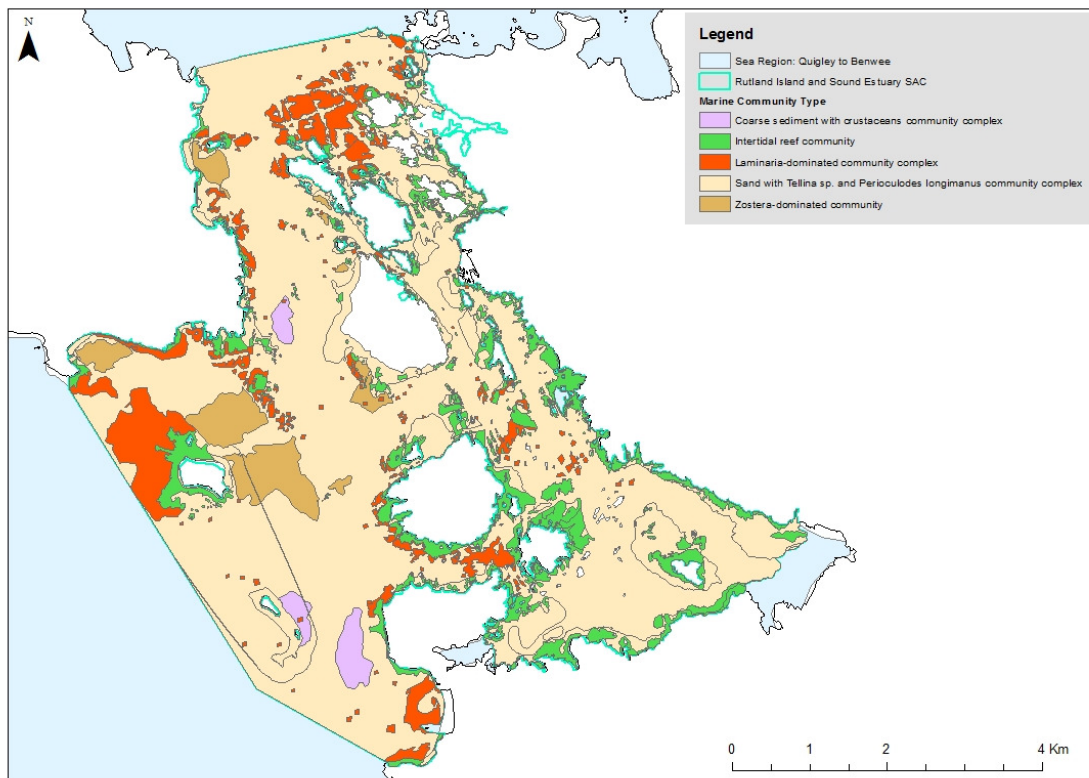 N
Legend
Sea Region: Quigley to Benwee
Rutland Island and Sound Estuary SAC
Marine Community Type
Coarse sediment with crustaceans community complex
Intertidal reef community
Laminaria-dominated community complex
Sand with Tellina sp. and Perioculodes longimanus community complex
Zostera-dominated community
0 1 2 4 Km